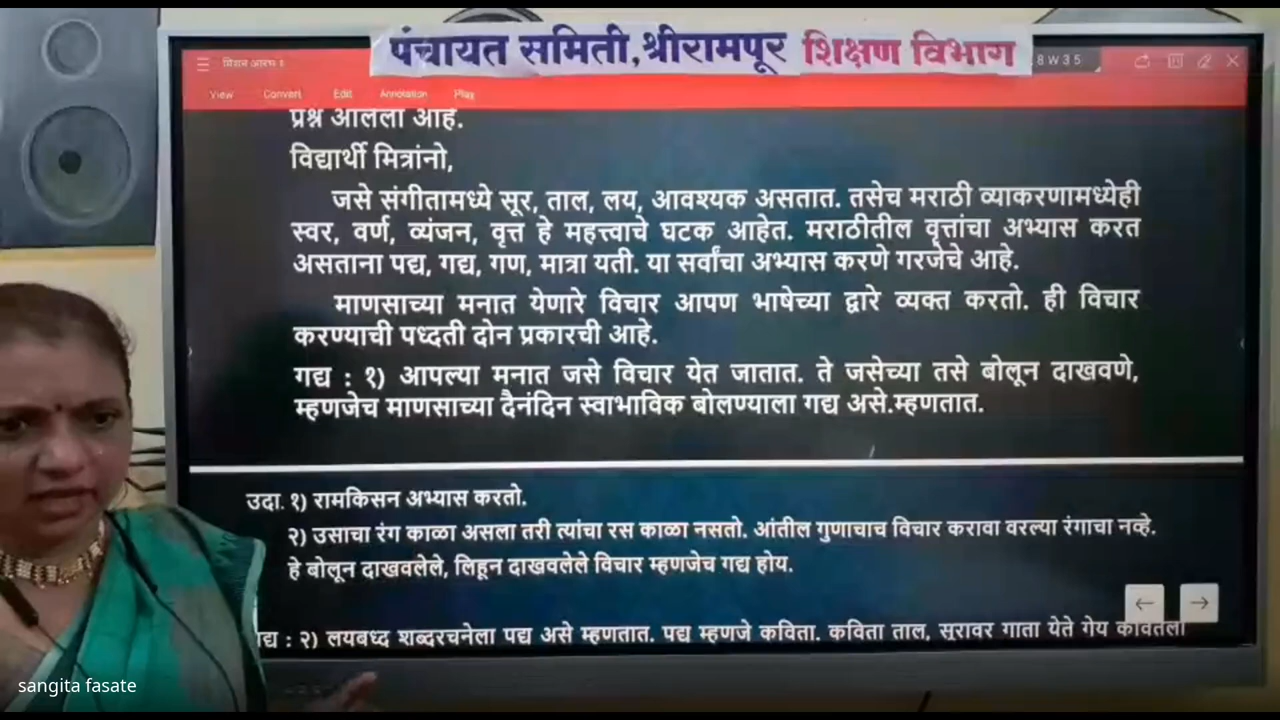 पंचायत समिती,श्रीरामपूर शिक्षण विभाग
8W35
View Convert Edit Annotation Play
प्रश्न आलेला आहे.
विद्यार्थी मित्रांनो,
जसे संगीतामध्ये सूर, ताल, लय, आवश्यक असतात. तसेच मराठी व्याकरणामध्येही
स्वर, वर्ण, व्यंजन, वृत्त हे महत्त्वाचे घटक आहेत. मराठीतील वृत्तांचा अभ्यास करत
असताना पद्य, गद्य, गण, मात्रा यती. या सर्वांचा अभ्यास करणे गरजेचे आहे.
माणसाच्या मनात येणारे विचार आपण भाषेच्या द्वारे व्यक्त करतो. ही विचार
करण्याची पध्दती दोन प्रकारची आहे.
गद्य : १) आपल्या मनात जसे विचार येत जातात. ते जसेच्या तसे बोलून दाखवणे,
म्हणजेच माणसाच्या दैनंदिन स्वाभाविक बोलण्याला गद्य असे.म्हणतात.
उदा. १) रामकिसन अभ्यास करतो.
२) उसाचा रंग काळा असला तरी त्यांचा रस काळा नसतो. आंतील गुणाचाच विचार करावा वरल्या रंगाचा नव्हे.
हे बोलून दाखवलेले, लिहून दाखवलेले विचार म्हणजेच गद्य होय.
द्य : २) लयबध्द शब्दरचनेला पद्य असे म्हणतात. पद्य म्हणजे कविता. कविता ताल, सूरावर गाता येते गेय कवितेला
sangita fasate